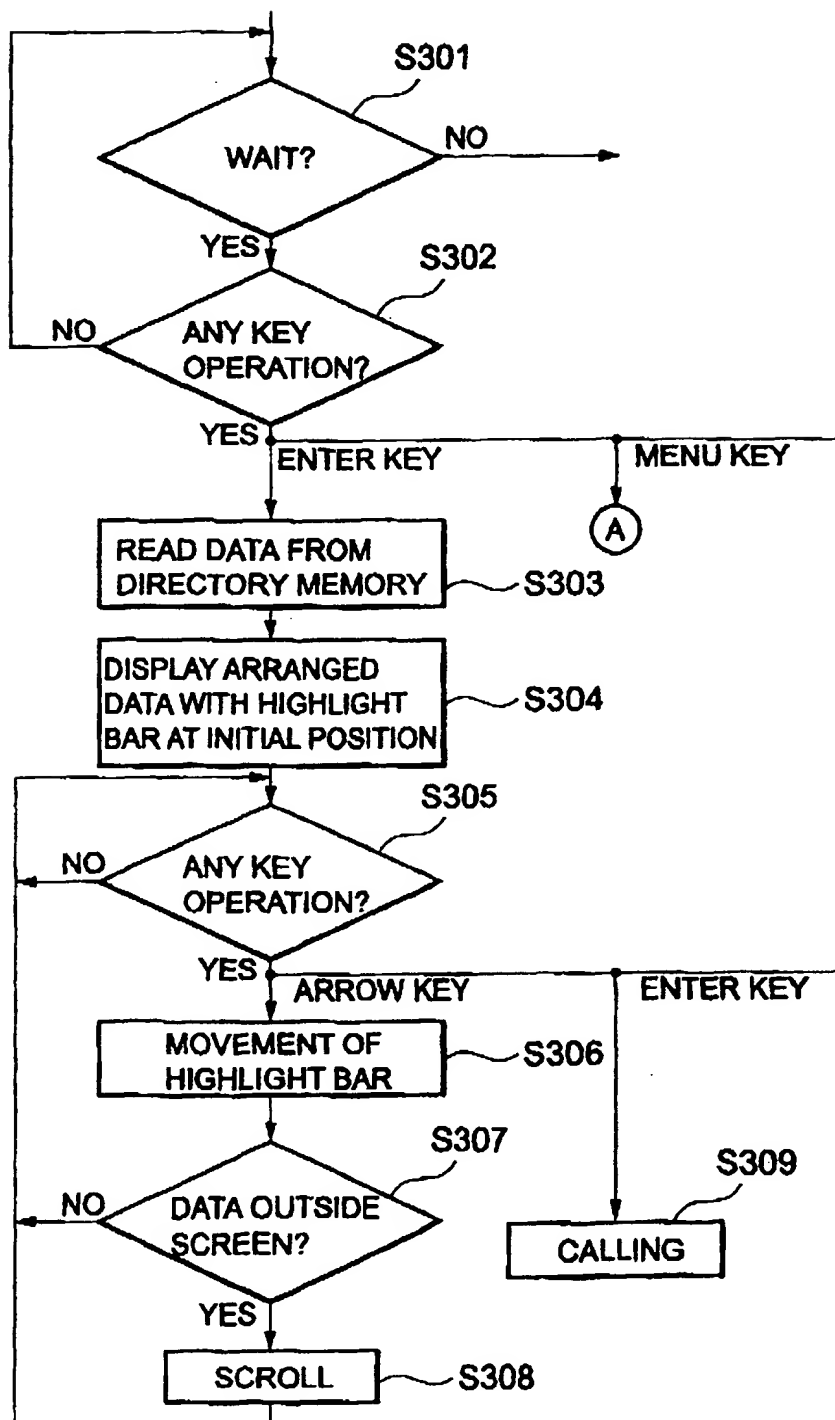 S301
WAIT?
NO
YES
S302
NO
ANY KEY
OPERATION?
YES
ENTER KEY
MENU KEY
A
READ DATA FROM
DIRECTORY MEMORY
S303
DISPLAY ARRANGED
DATA WITH HIGHLIGHT
BAR AT INITIAL POSITION
S304
S305
NO
ANY KEY
OPERATION?
YES
ARROW KEY
ENTER KEY
MOVEMENT OF
HIGHLIGHT BAR
S306
S307
NO
DATA OUTSIDE
SCREEN?
S309
CALLING
YES
SCROLL
S308